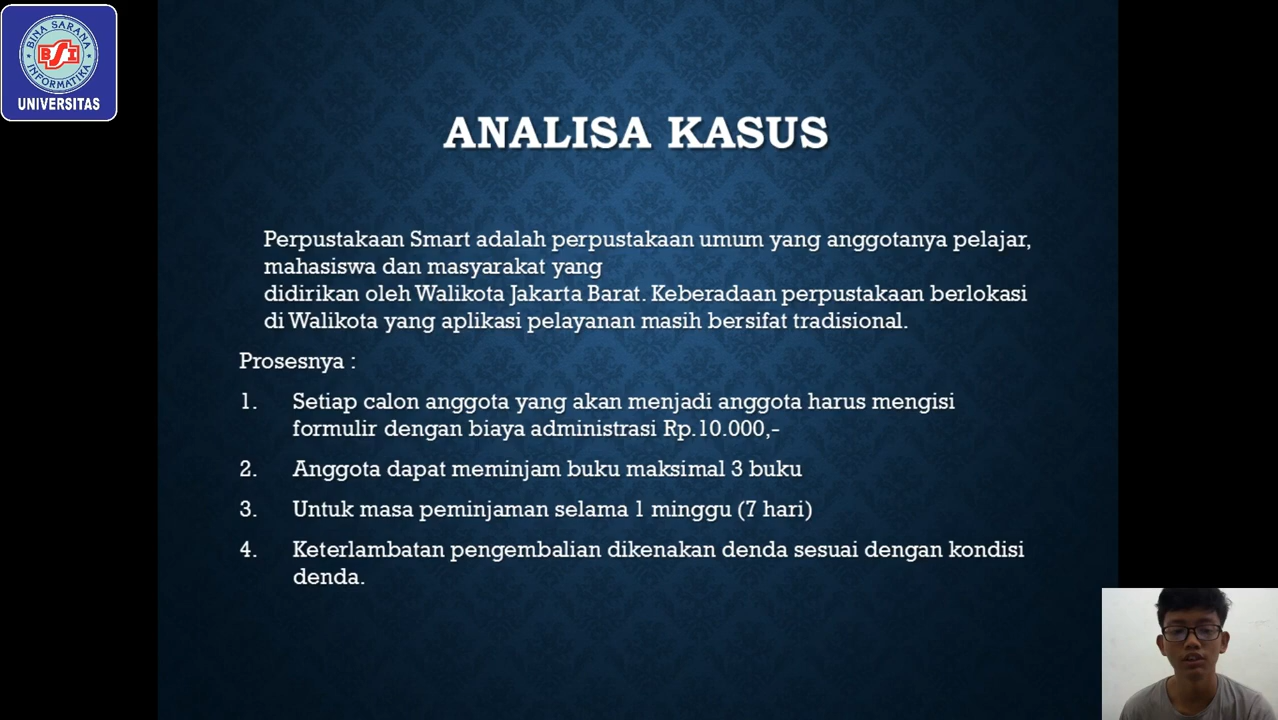 BINA SARANA
BSI
INFORMATIKA
UNIVERSITAS
ANALISA KASUS
Perpustakaan Smart adalah perpustakaan umum yang anggotanya pelajar,
mahasiswa dan masyarakat yang
didirikan oleh Walikota Jakarta Barat. Keberadaan perpustakaan berlokasi
di Walikota yang aplikasi pelayanan masih bersifat tradisional.
Prosesnya :
1. Setiap calon anggota yang akan menjadi anggota harus mengisi
formulir dengan biaya administrasi Rp.10.000,-
2. Anggota dapat meminjam buku maksimal 3 buku
3. Untuk masa peminjaman selama 1 minggu (7 hari)
4. Keterlambatan pengembalian dikenakan denda sesuai dengan kondisi
denda.